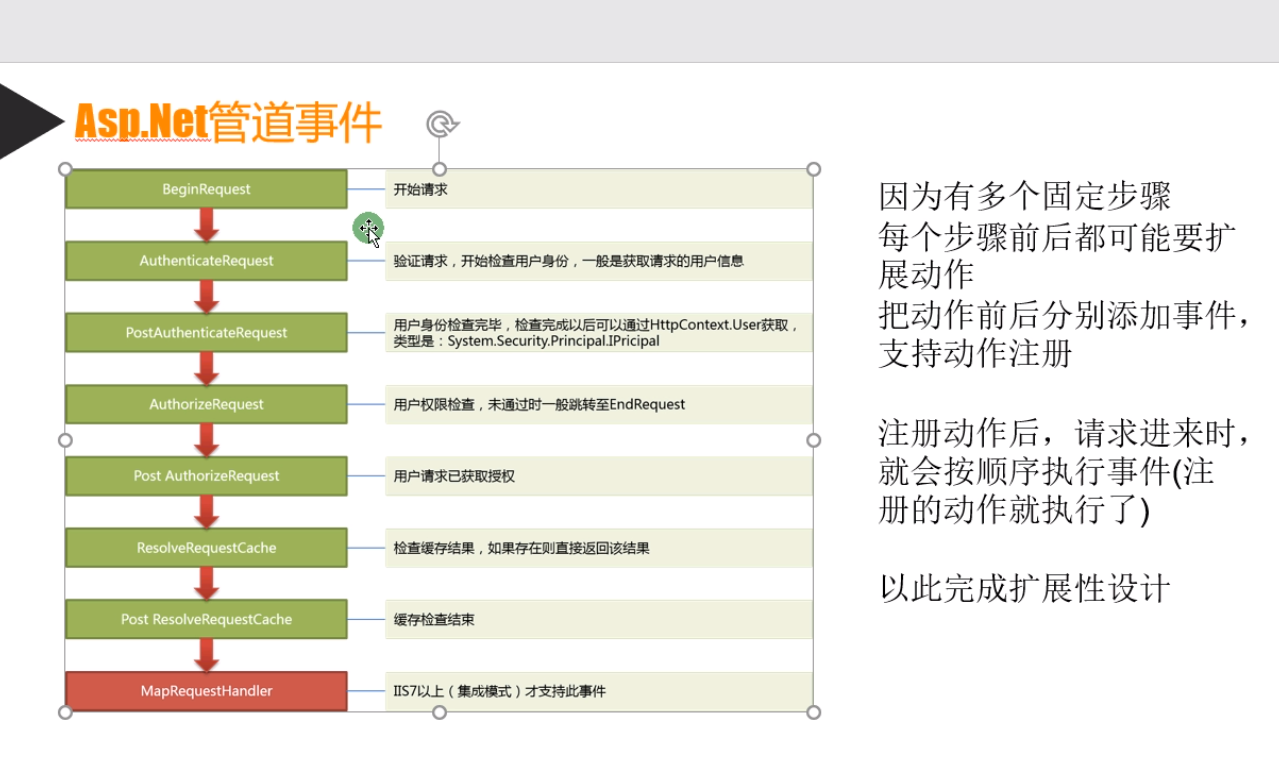 Asp.Net管道事件
BeginRequest
开始请求
AuthenticateRequest
验证请求，开始检查用户身份，一般是获取请求的用户信息
PostAuthenticateRequest
用户身份检查完毕，检查完成以后可以通过HttpContext.User获取，
类型是：System.Security.Principal.IPricipal
AuthorizeRequest
用户权限检查，未通过时一般跳转至EndRequest
Post AuthorizeRequest
用户请求已获取授权
ResolveRequestCache
检查缓存结果，如果存在则直接返回该结果
Post ResolveRequestCache
缓存检查结束
MapRequestHandler
IIS7以上（集成模式）才支持此事件
因为有多个固定步骤
每个步骤前后都可能要扩
展动作
把动作前后分别添加事件，
支持动作注册
注册动作后，请求进来时，
就会按顺序执行事件(注
册的动作就执行了)
以此完成扩展性设计